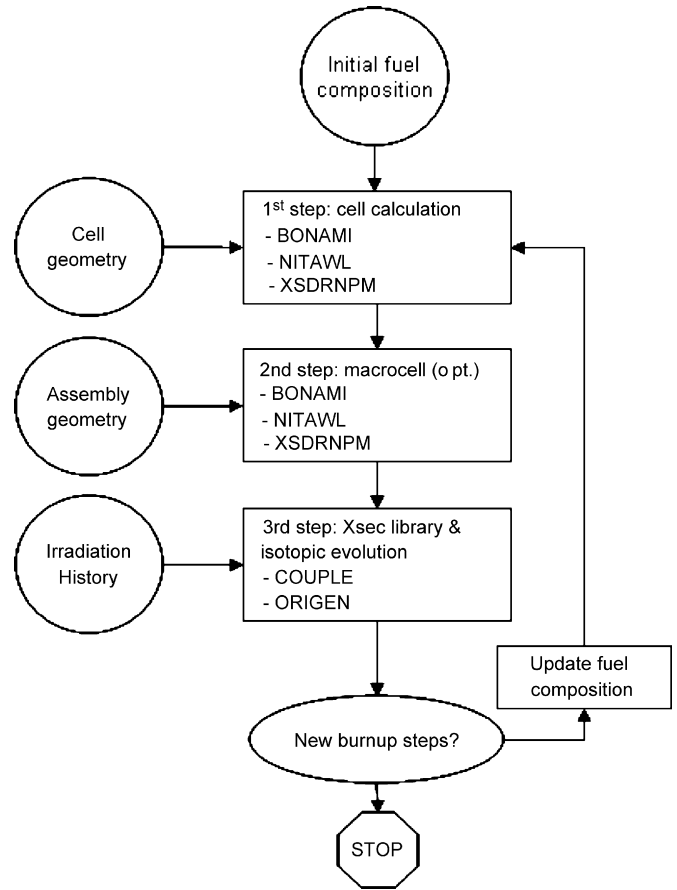 Initial fuel
composition
1st step: cell calculation
- BONAMI
- NITAWL
- XSDRNPM
Cell
geometry
2nd step: macrocell (o pt.)
- BONAMI
- NITAWL
- XSDRNPM
Assembly
geometry
3rd step: Xsec library &
isotopic evolution
- COUPLE
- ORIGEN
Irradiation
History
Update fuel
composition
New burnup steps?
STOP